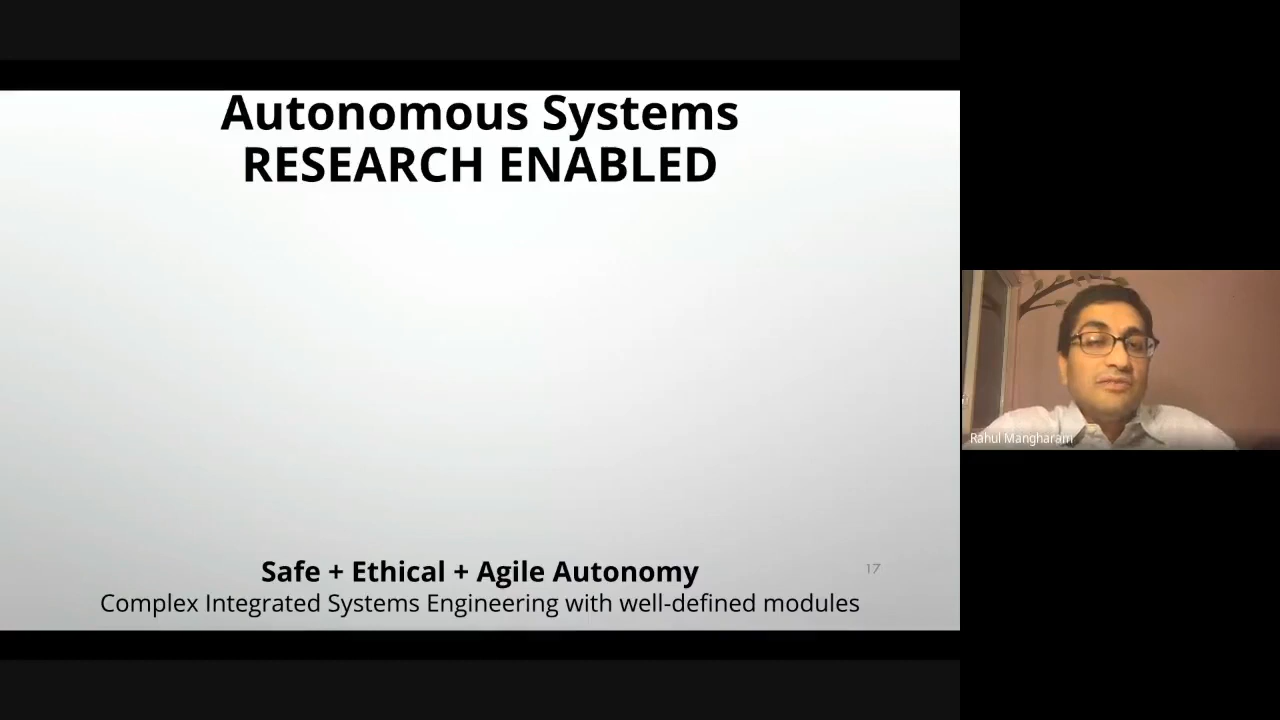 Autonomous Systems
RESEARCH ENABLED
Safe + Ethical + Agile Autonomy
17
Complex Integrated Systems Engineering with well-defined modules
Rahul Mangharam